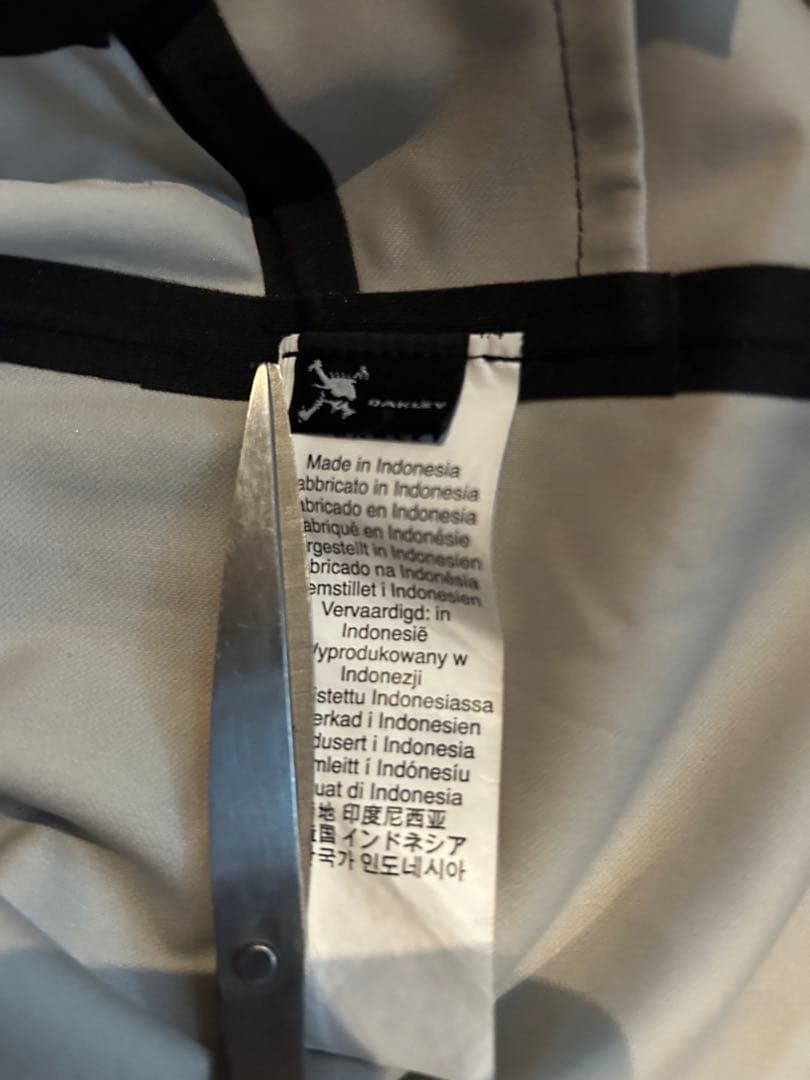 OAKLEY
Made in Indonesia
abbricato in Indonesia
abricado en Indonesia
abriqué en Indonésie
rgestellt in Indonesien
bricado na Indonésia
emstillet i Indonesien
Vervaardigd: in
Indonesië
Wyprodukowany w
Indonezji
istettu Indonesiassa
erkad i Indonesien
dusert i Indonesia
mleitt í Indónesíu
uat di Indonesia
地 印度尼西亚
国 インドネシア
국가 인도네시아